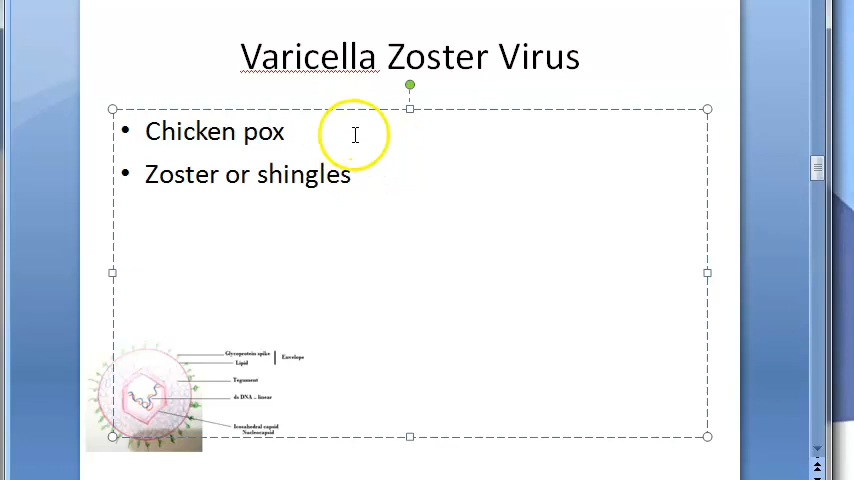 Varicella Zoster Virus
• Chicken pox
• Zoster or shingles
Glycoprotein spike
Envelope
Lipid
Tegument
ds DNA - linear
Icosahedral capsid
Nucleocapsid